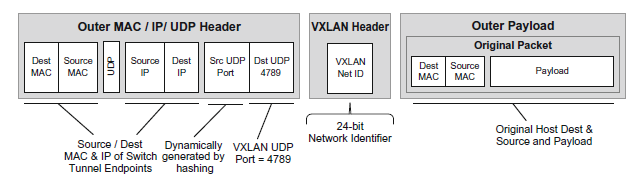 Outer MAC / IP/ UDP Header
VXLAN Header
Outer Payload
Original Packet
Dest
MAC
Source
MAC
UDP
Source
IP
Dest
IP
Src UDP
Port
Dst UDP
4789
VXLAN
Net ID
Dest
MAC
Source
MAC
Payload
Source / Dest
MAC & IP of Switch
Tunnel Endpoints
Dynamically
generated by
hashing
VXLAN UDP
Port = 4789
24-bit
Network Identifier
Original Host Dest &
Source and Payload